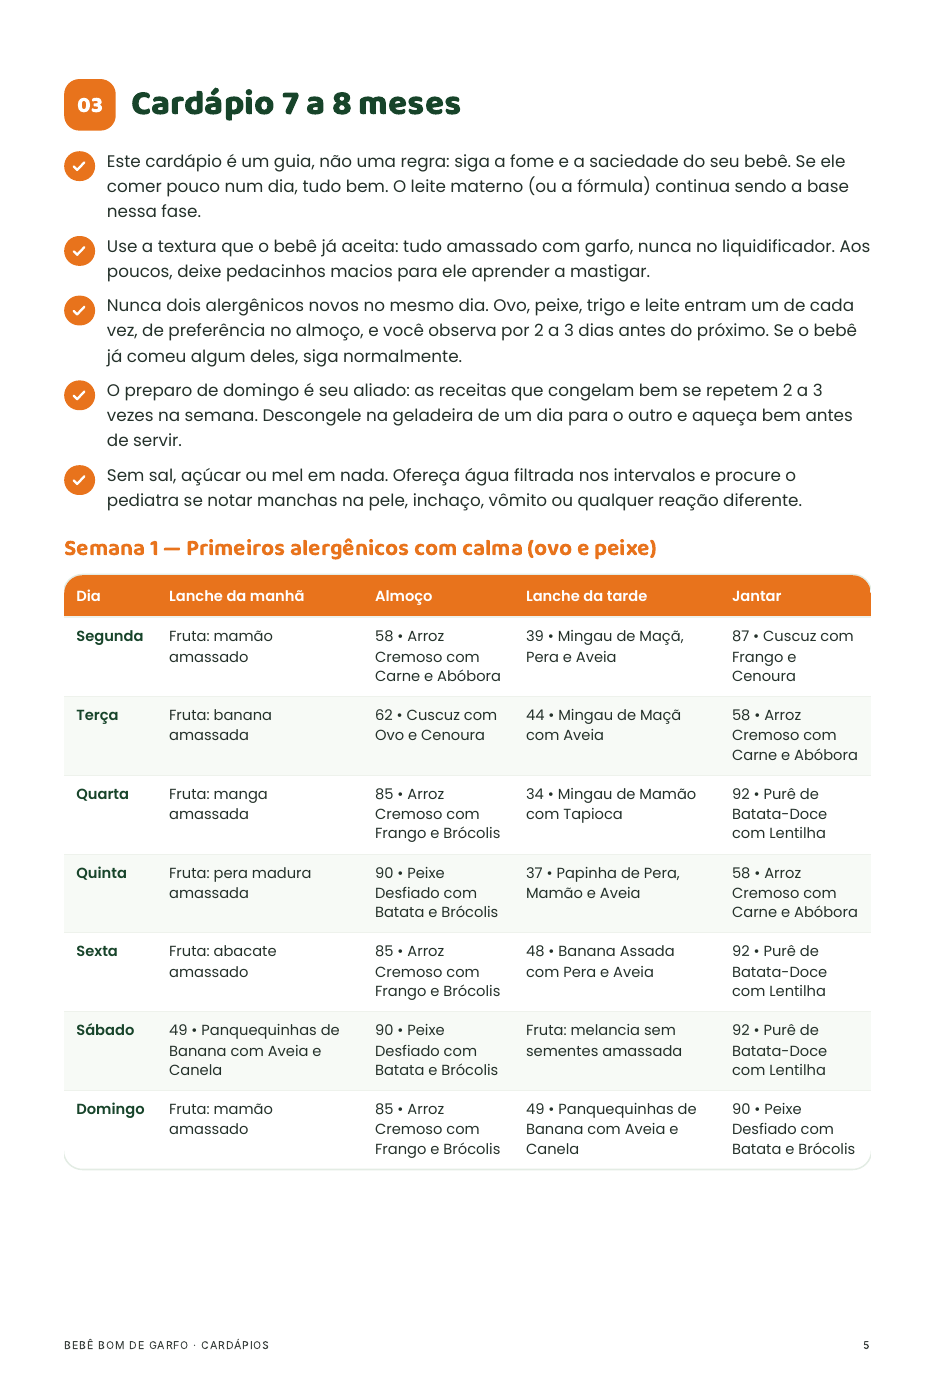 03
Cardápio 7 a 8 meses
Este cardápio é um guia, não uma regra: siga a fome e a saciedade do seu bebê. Se ele
comer pouco num dia, tudo bem. O leite materno (ou a fórmula) continua sendo a base
nessa fase.
Use a textura que o bebê já aceita: tudo amassado com garfo, nunca no liquidificador. Aos
poucos, deixe pedacinhos macios para ele aprender a mastigar.
Nunca dois alergênicos novos no mesmo dia. Ovo, peixe, trigo e leite entram um de cada
vez, de preferência no almoço, e você observa por 2 a 3 dias antes do próximo. Se o bebê
já comeu algum deles, siga normalmente.
O preparo de domingo é seu aliado: as receitas que congelam bem se repetem 2 a 3
vezes na semana. Descongele na geladeira de um dia para o outro e aqueça bem antes
de servir.
Sem sal, açúcar ou mel em nada. Ofereça água filtrada nos intervalos e procure o
pediatra se notar manchas na pele, inchaço, vômito ou qualquer reação diferente.
Semana 1 — Primeiros alergênicos com calma (ovo e peixe)
Dia Lanche da manhã Almoço Lanche da tarde Jantar
Segunda Fruta: mamão 58 • Arroz 39 • Mingau de Maçã, 87 • Cuscuz com
amassado Cremoso com Pera e Aveia Frango e
Carne e Abóbora Cenoura
Terça Fruta: banana 62 • Cuscuz com 44 • Mingau de Maçã 58 • Arroz
amassada Ovo e Cenoura com Aveia Cremoso com
Carne e Abóbora
Quarta Fruta: manga 85 • Arroz 34 • Mingau de Mamão 92 • Purê de
amassada Cremoso com com Tapioca Batata-Doce
Frango e Brócolis com Lentilha
Quinta Fruta: pera madura 90 • Peixe 37 • Papinha de Pera, 58 • Arroz
amassada Desfiado com Mamão e Aveia Cremoso com
Batata e Brócolis Carne e Abóbora
Sexta Fruta: abacate 85 • Arroz 48 • Banana Assada 92 • Purê de
amassado Cremoso com com Pera e Aveia Batata-Doce
Frango e Brócolis com Lentilha
Sábado 49 • Panquequinhas de 90 • Peixe Fruta: melancia sem 92 • Purê de
Banana com Aveia e Desfiado com sementes amassada Batata-Doce
Canela Batata e Brócolis com Lentilha
Domingo Fruta: mamão 85 • Arroz 49 • Panquequinhas de 90 • Peixe
amassado Cremoso com Banana com Aveia e Desfiado com
Frango e Brócolis Canela Batata e Brócolis
BEBÊ BOM DE GARFO · CARDÁPIOS 5